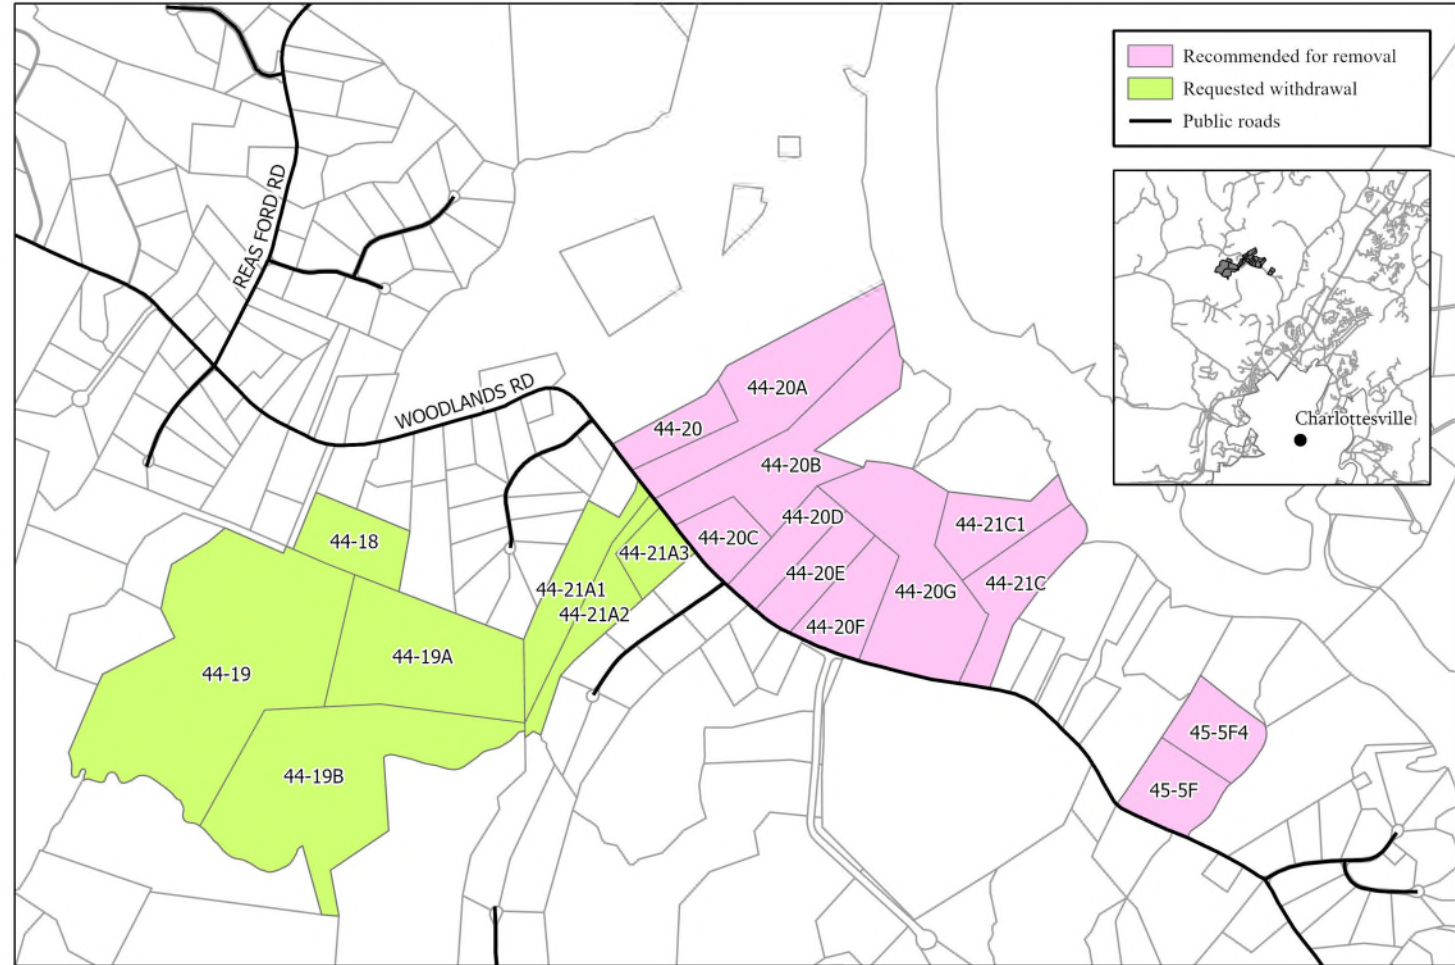 Recommended for removal
Requested withdrawal
Public roads
Charlottesville
REAS FORD RD
WOODLANDS RD
44-20A
44-20
44-20B
44-20D
44-21C1
44-20C
44-18
44-21A3
44-20E
44-21C
44-21A1
44-20G
44-21A2
44-20F
44-19A
44-19
45-5F4
44-19B
45-5F